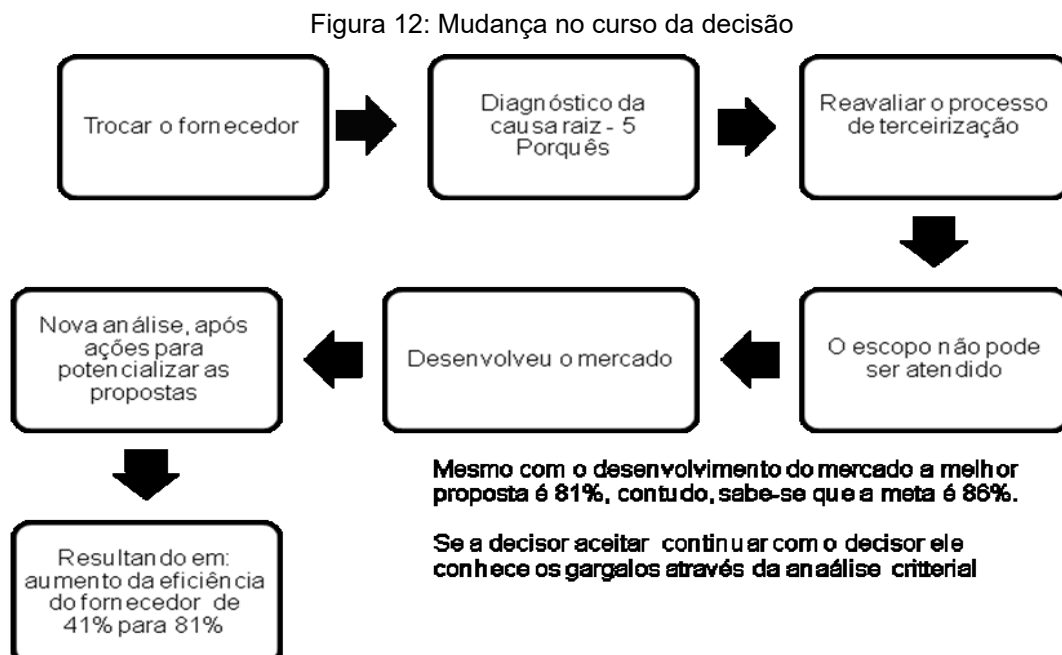 Figura 12: Mudança no curso da decisão
Trocar o fornecedor
Diagnóstico da
causa raiz - 5
Porquês
Reavaliar o processo
de terceirização
O escopo não pode
ser atendido
Desenvolveu o mercado
Nova análise, após
ações para
potencializar as
propostas
Resultando em:
aumento da eficiência
do fornecedor de
41% para 81%
Mesmo com o desenvolvimento do mercado a melhor
proposta é 81%, contudo, sabe-se que a meta é 86%.
Se a decisor aceitar continuar com o decisor ele
conhece os gargalos através da anaálise critterial